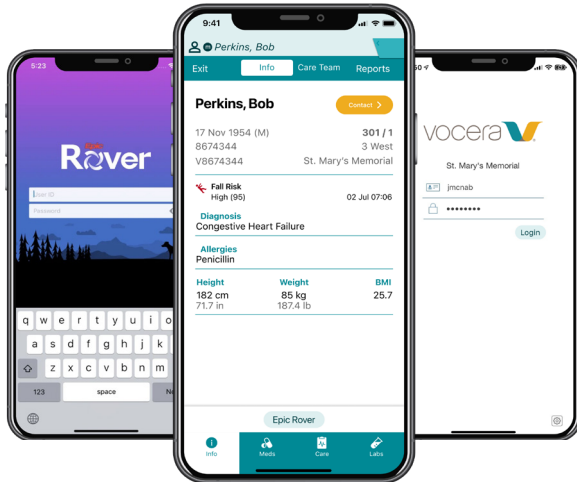 5:23
Rover
User ID
Password
q w e r t y u i o
a s d f g h j k
z x c v b n m
123 space
9:41
Perkins, Bob
Exit Info Care Team Reports
Perkins, Bob
Contact >
17 Nov 1954 (M) 301 / 1
8674344 3 West
V8674344 St. Mary's Memorial
Fall Risk
High (95) 02 Jul 07:06
Diagnosis
Congestive Heart Failure
Allergies
Penicillin
Height Weight BMI
182 cm 85 kg 25.7
71.7 in 187.4 lb
Epic Rover
Info Meds Care Labs
vocera
St. Mary's Memorial
jmcnab
Login